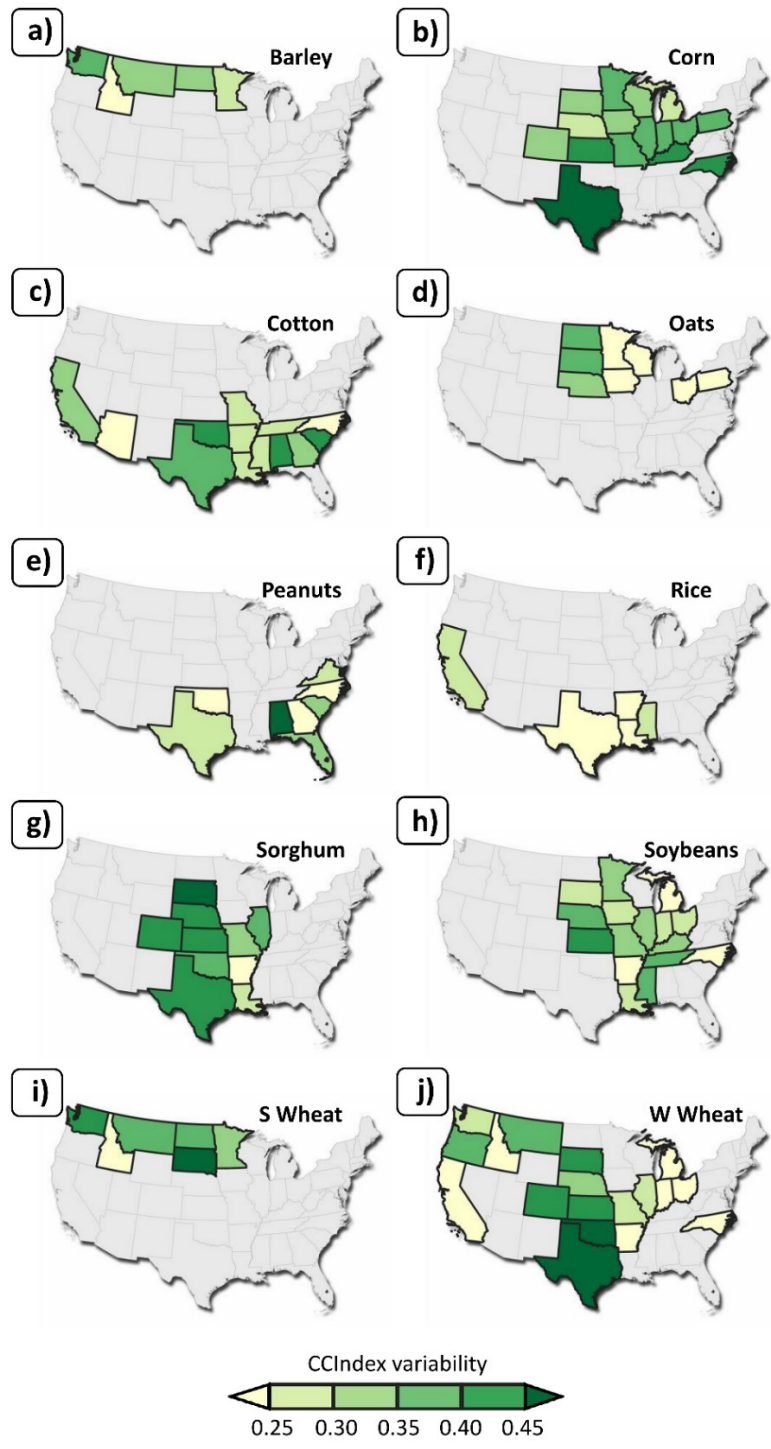 a)
Barley
b)
Corn
c)
Cotton
d)
Oats
e)
Peanuts
f)
Rice
g)
Sorghum
h)
Soybeans
i)
S Wheat
j)
W Wheat
CCIndex variability
0.25 0.30 0.35 0.40 0.45